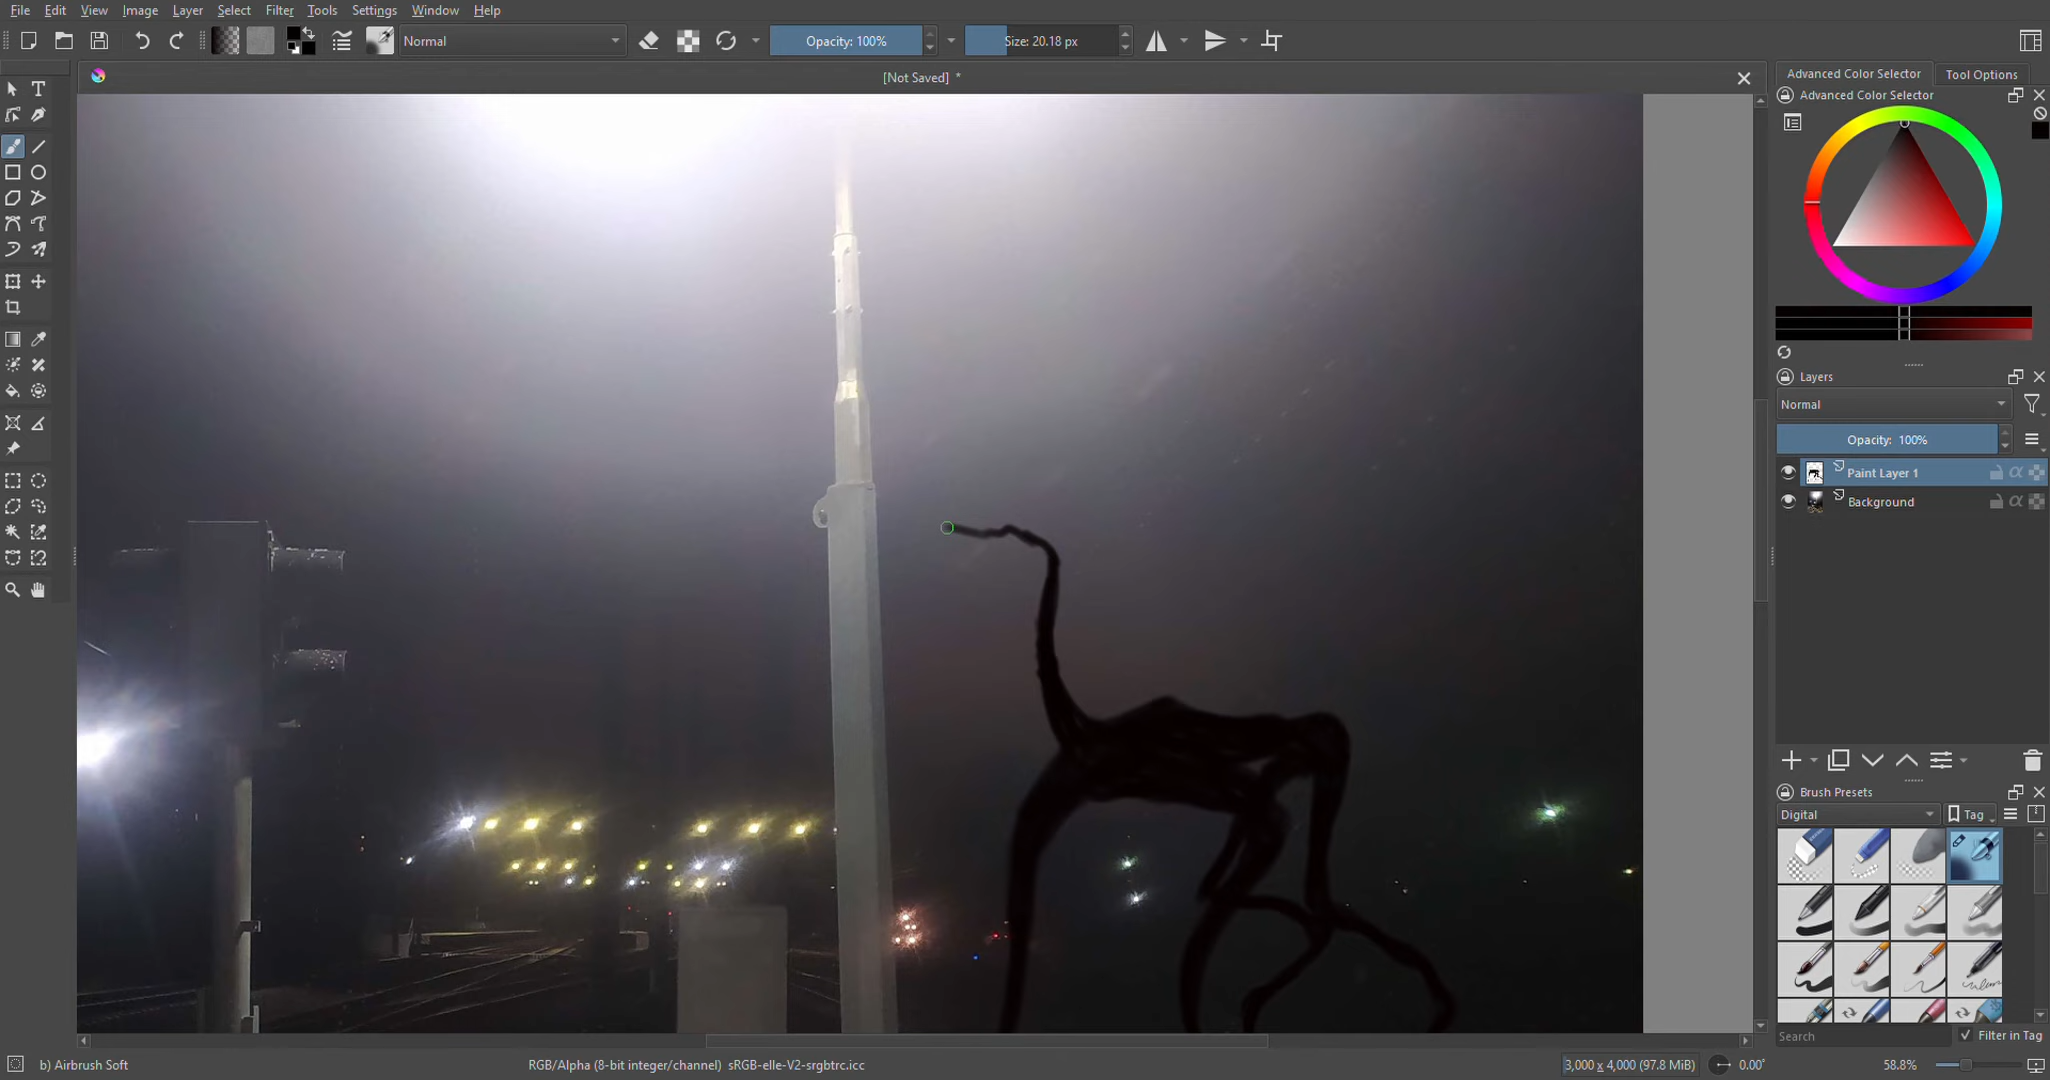 File Edit View Image Layer Select Filter Tools Settings Window Help
Normal Opacity: 100% Size: 20.18 px
[Not Saved] *
Advanced Color Selector Tool Options
Advanced Color Selector
Layers
Normal
Opacity: 100%
Paint Layer 1
Background
Brush Presets
Digital Tag
Search Filter in Tag
b) Airbrush Soft RGB/Alpha (8-bit integer/channel) sRGB-elle-V2-srgbtrc.icc 3,000 x 4,000 (97.8 MiB) 0.00° 58.8%